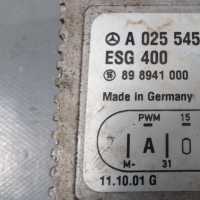 A 025 545
ESG 400
S 89 8941 000
Made in Germany
PWM 15
A 0
M- 31
11.10.01 G